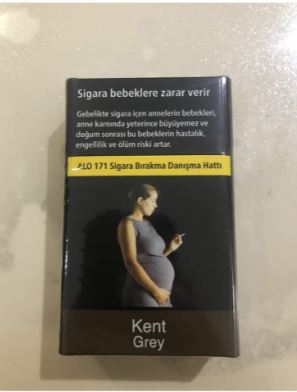 Sigara bebeklere zarar verir
Gebelikte sigara içen annelerin bebekleri,
anne karnında yeterince büyüyemez ve
doğum sonrası bu bebeklerin hastalık,
engellilik ve ölüm riski artar.
ALO 171 Sigara Bırakma Danışma Hattı
Kent
Grey